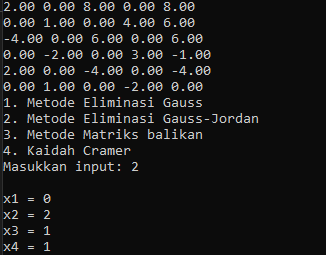 2.00 0.00 8.00 0.00 8.00
0.00 1.00 0.00 4.00 6.00
-4.00 0.00 6.00 0.00 6.00
0.00 -2.00 0.00 3.00 -1.00
2.00 0.00 -4.00 0.00 -4.00
0.00 1.00 0.00 -2.00 0.00
1. Metode Eliminasi Gauss
2. Metode Eliminasi Gauss-Jordan
3. Metode Matriks balikan
4. Kaidah Cramer
Masukkan input: 2
x1 = 0
x2 = 2
x3 = 1
x4 = 1